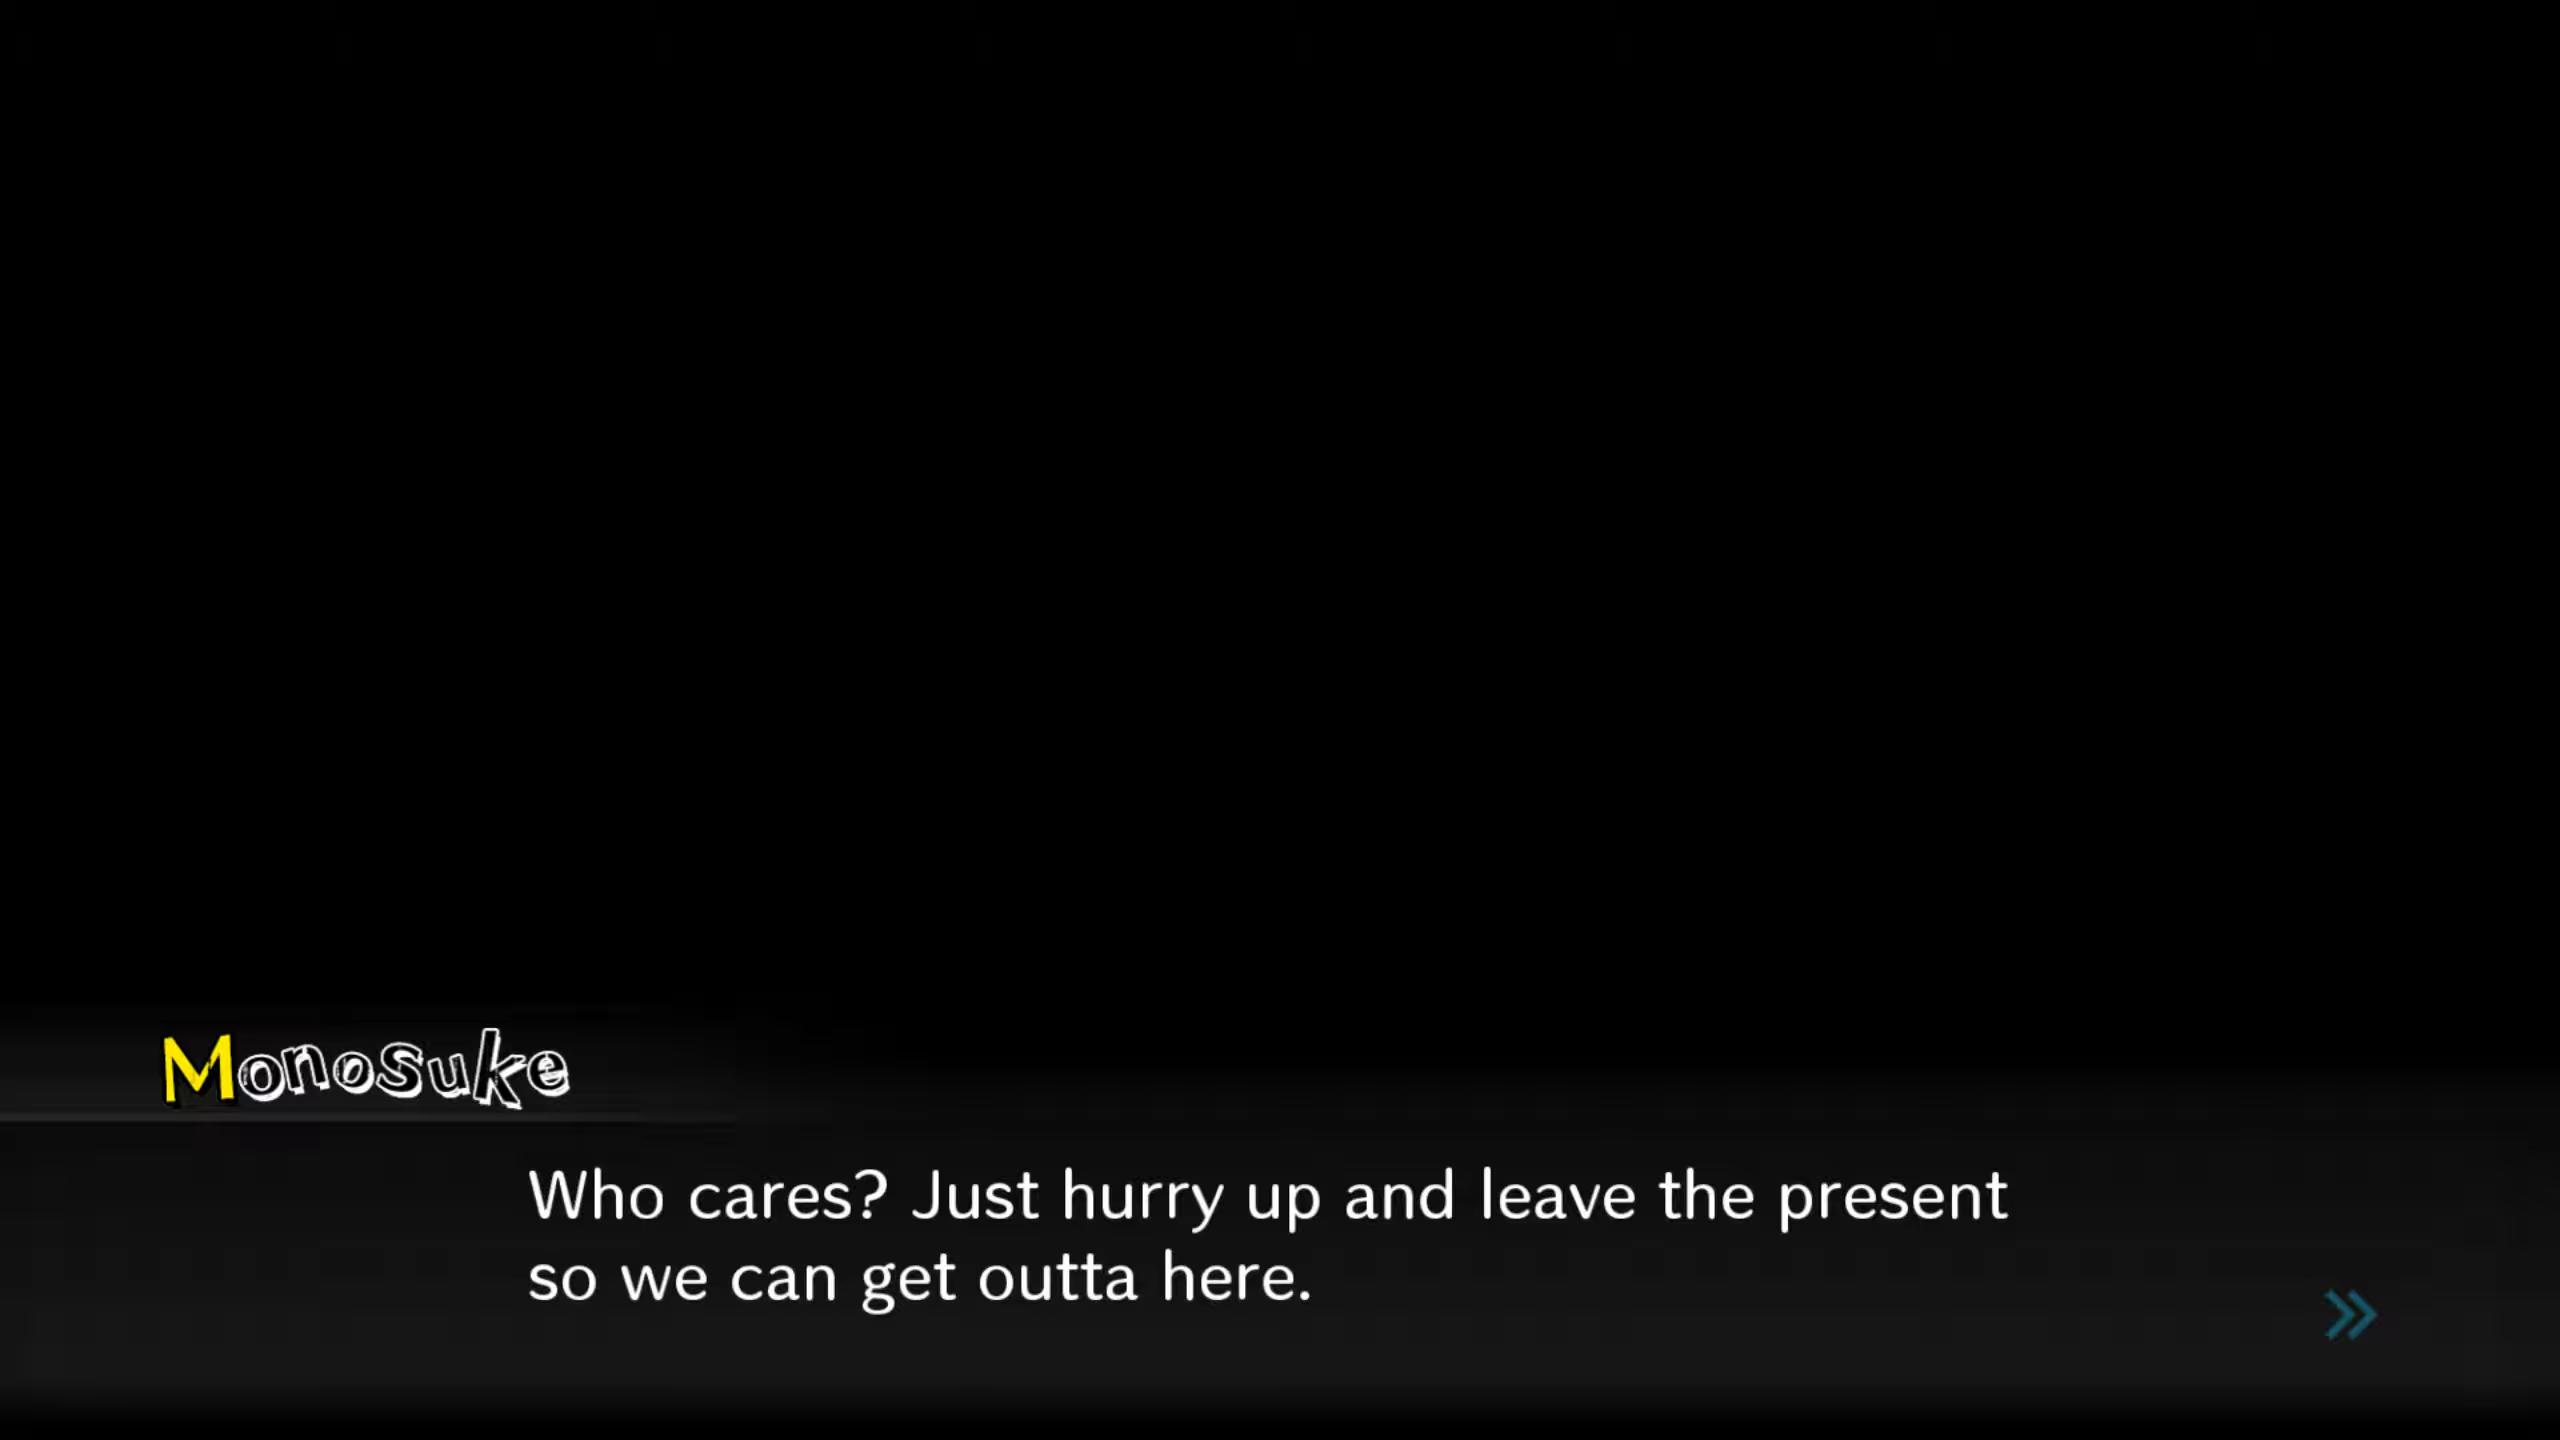 Monosuke
Who cares? Just hurry up and leave the present
so we can get outta here.